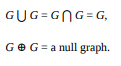 G ⋃ G = G ⋂ G = G,
G ⊕ G = a null graph.